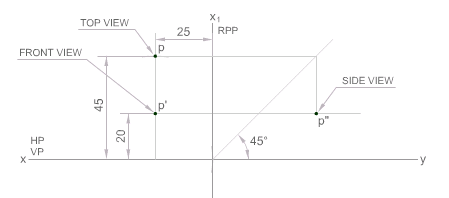 TOP VIEW
25
x₁
RPP
FRONT VIEW
p
SIDE VIEW
45
p'
20
p"
45°
HP
VP
x
y